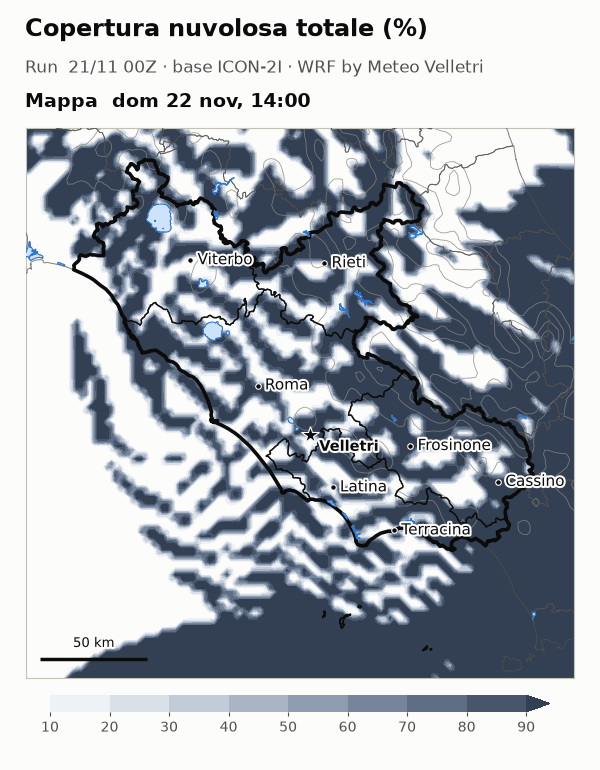 Copertura nuvolosa totale (%)
Run  21/11 00Z · base ICON-2I · WRF by Meteo Velletri
Mappa  dom 22 nov, 14:00
Viterbo
Rieti
Roma
Velletri
Frosinone
Cassino
Latina
Terracina
50 km
10 20 30 40 50 60 70 80 90